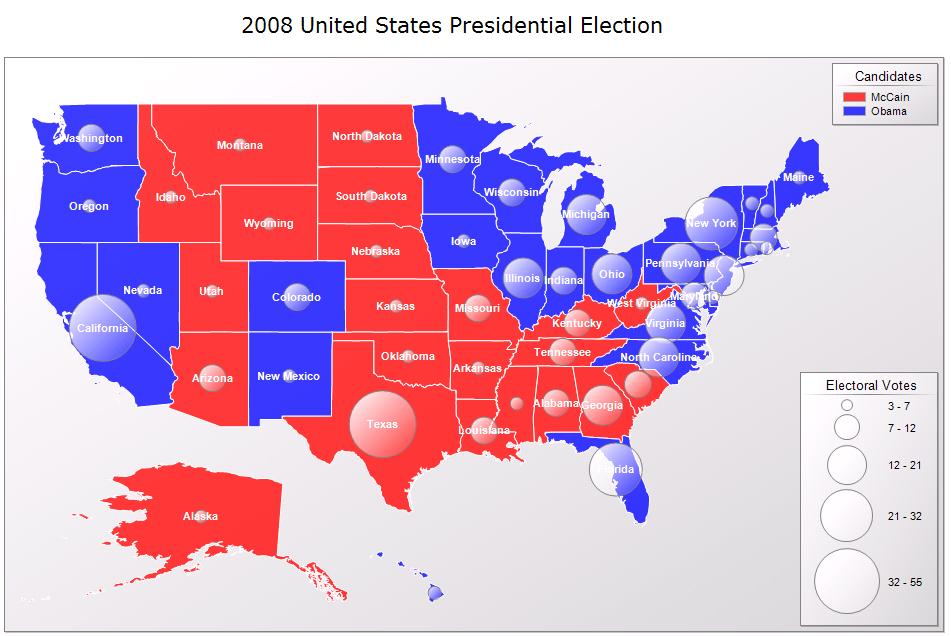 2008 United States Presidential Election
Candidates
McCain
Obama
Washington
Montana
North Dakota
Minnesota
Maine
Oregon
Idaho
South Dakota
Wisconsin
Michigan
New York
Wyoming
Nebraska
Iowa
Pennsylvania
Nevada
Utah
Colorado
Illinois
Indiana
Ohio
California
Kansas
Missouri
West Virginia
Maryland
Kentucky
Virginia
Arizona
New Mexico
Oklahoma
Arkansas
Tennessee
North Caroline
Texas
Louisiana
Alabama
Georgia
Florida
Alaska
Electoral Votes
3 - 7
7 - 12
12 - 21
21 - 32
32 - 55